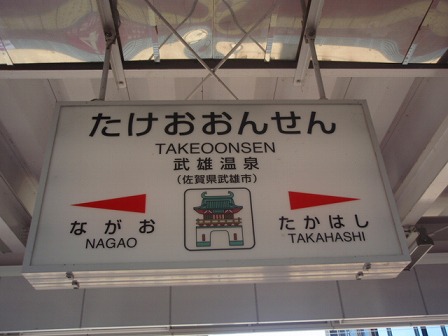 たけおおんせん
TAKEOONSEN
武雄温泉
(佐賀県武雄市)
ながお
NAGAO
たかはし
TAKAHASHI